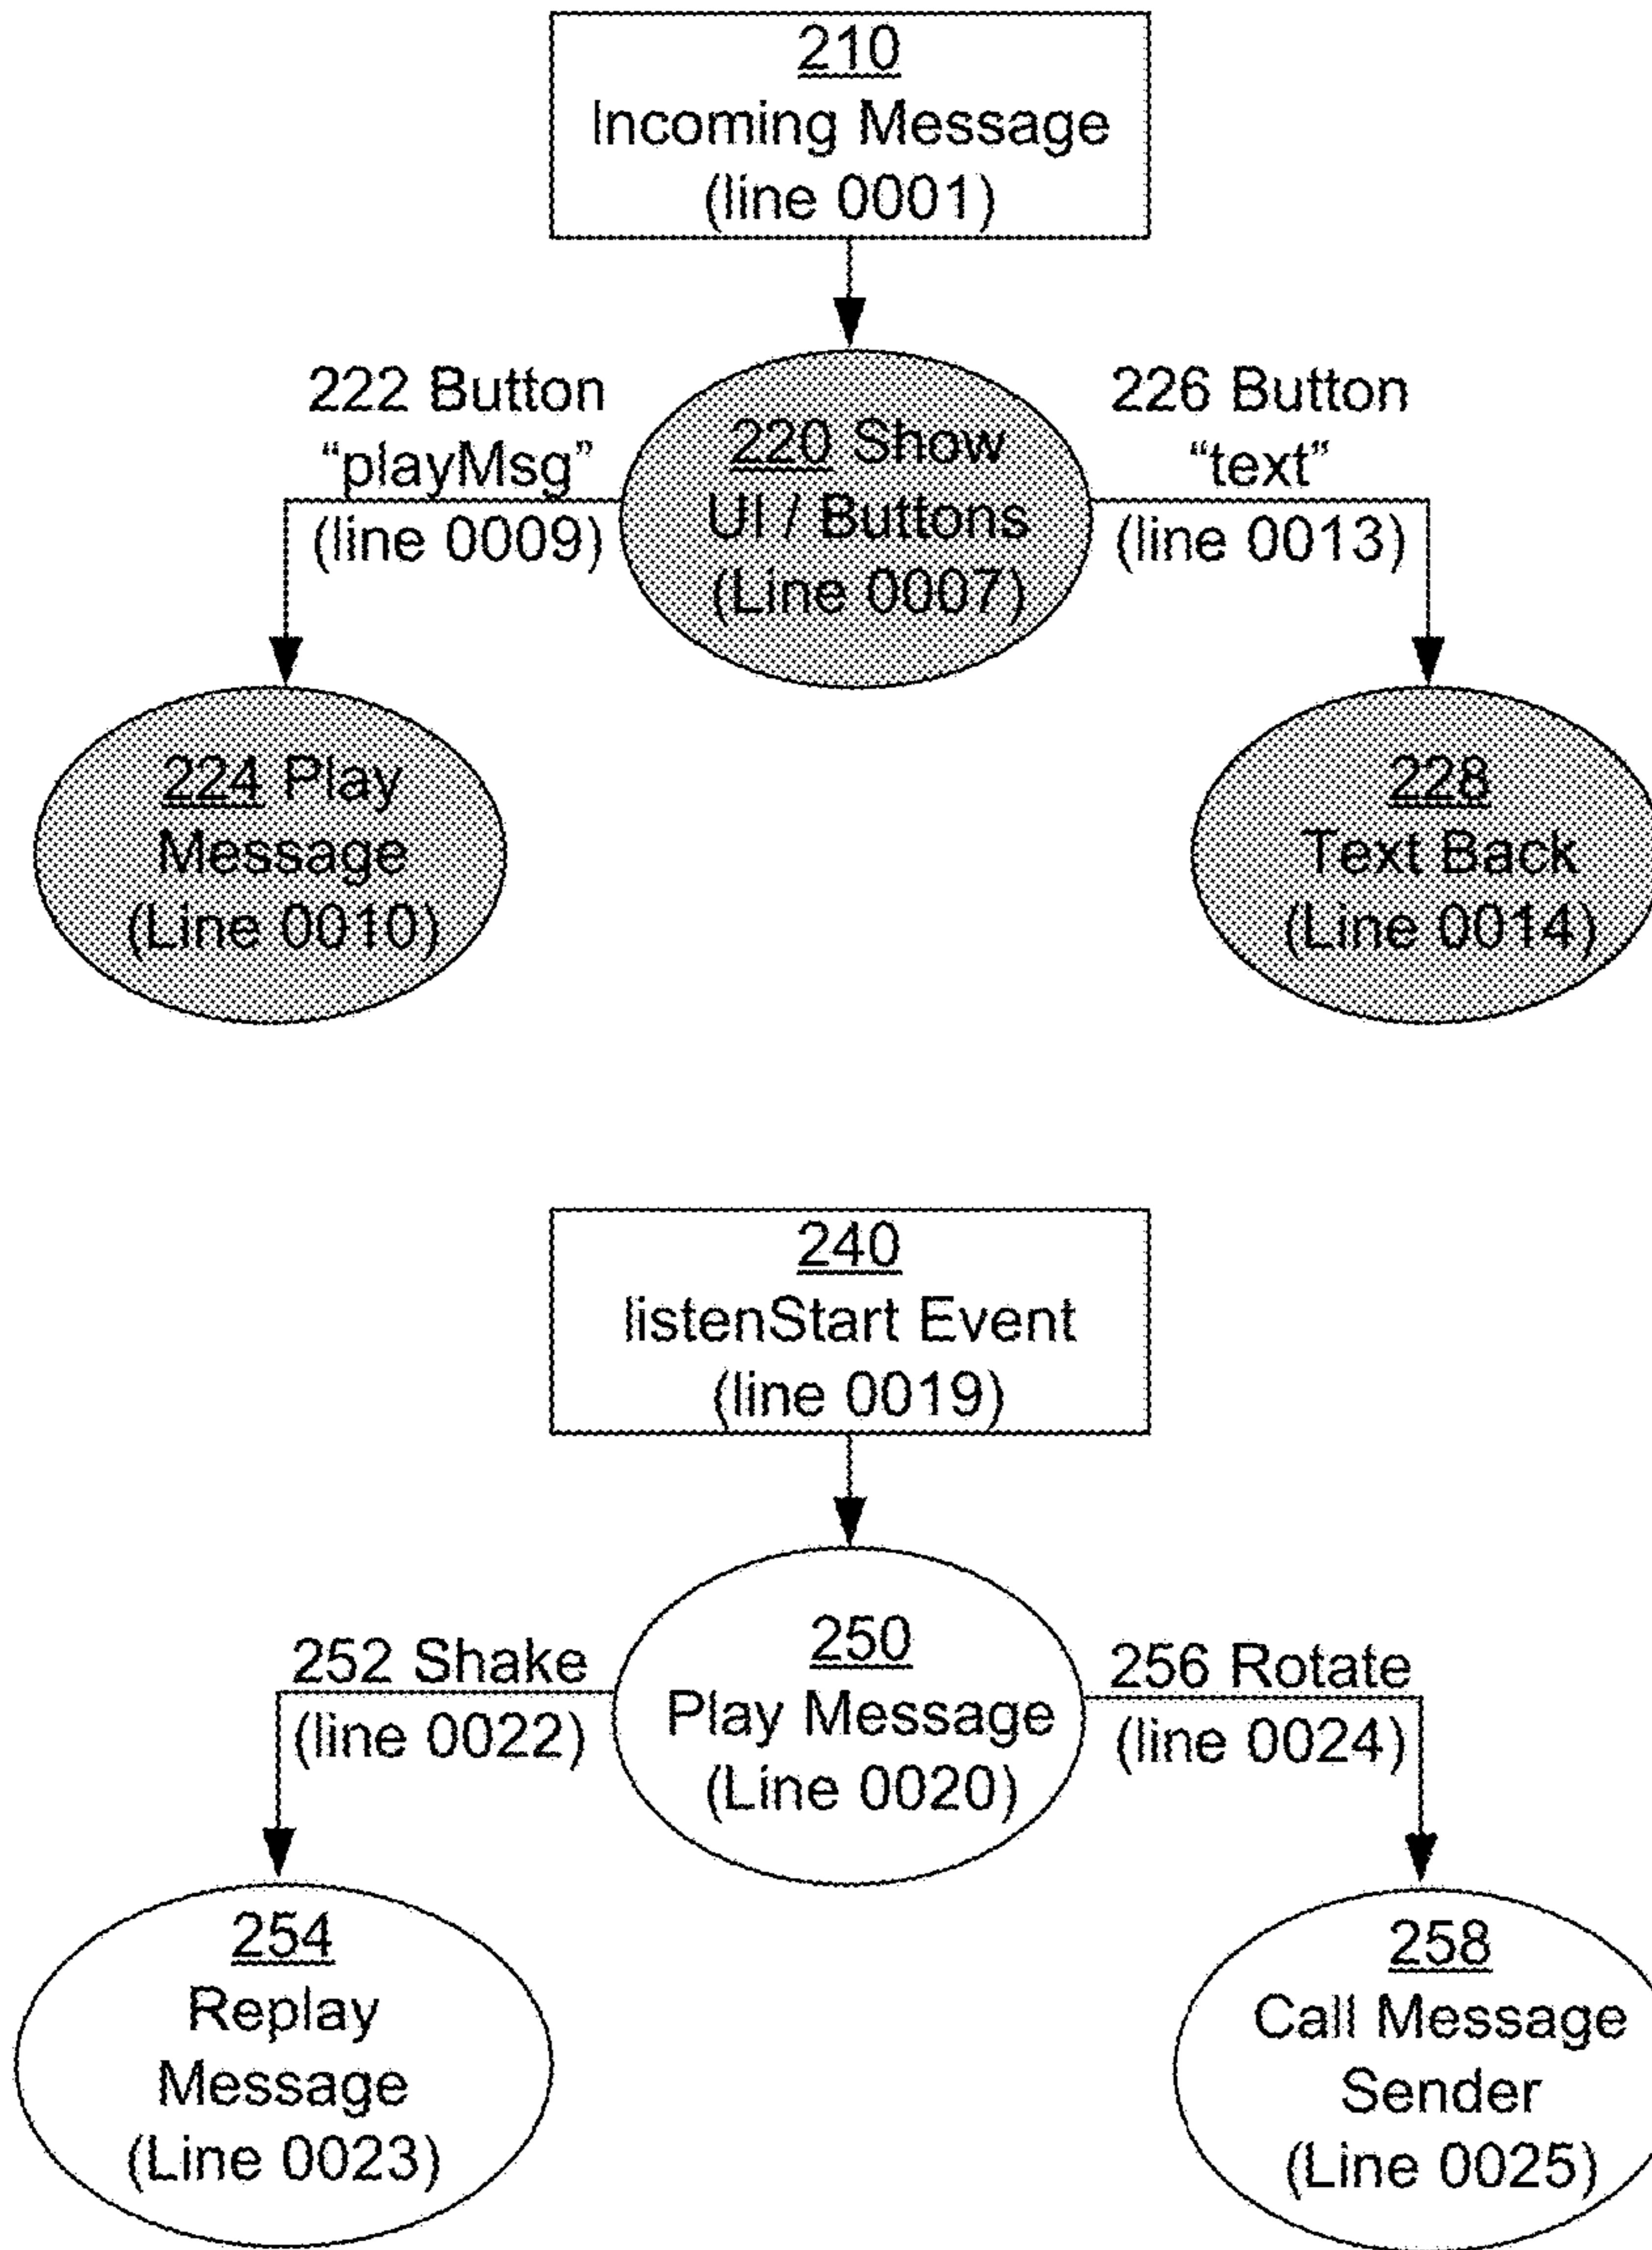 210
Incoming Message
(line 0001)
222 Button
“playMsg”
(line 0009)
220 Show
UI / Buttons
(Line 0007)
226 Button
“text”
(line 0013)
224 Play
Message
(Line 0010)
228
Text Back
(Line 0014)
240
listenStart Event
(line 0019)
252 Shake
(line 0022)
250
Play Message
(Line 0020)
256 Rotate
(line 0024)
254
Replay
Message
(Line 0023)
258
Call Message
Sender
(Line 0025)